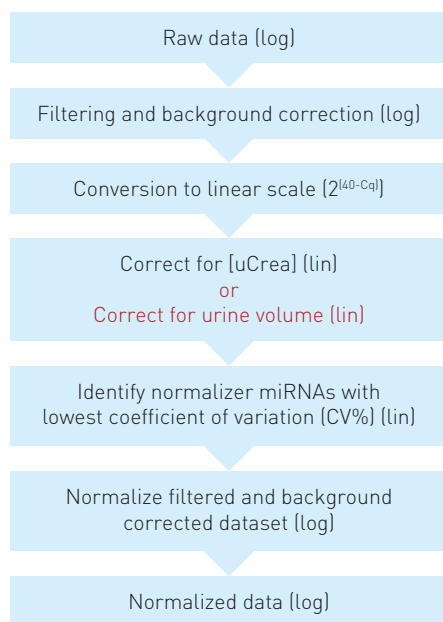 Raw data (log)
Filtering and background correction (log)
Conversion to linear scale (2^(40-Cq))
Correct for [uCrea] (lin)
or
Correct for urine volume (lin)
Identify normalizer miRNAs with
lowest coefficient of variation (CV%) (lin)
Normalize filtered and background
corrected dataset (log)
Normalized data (log)